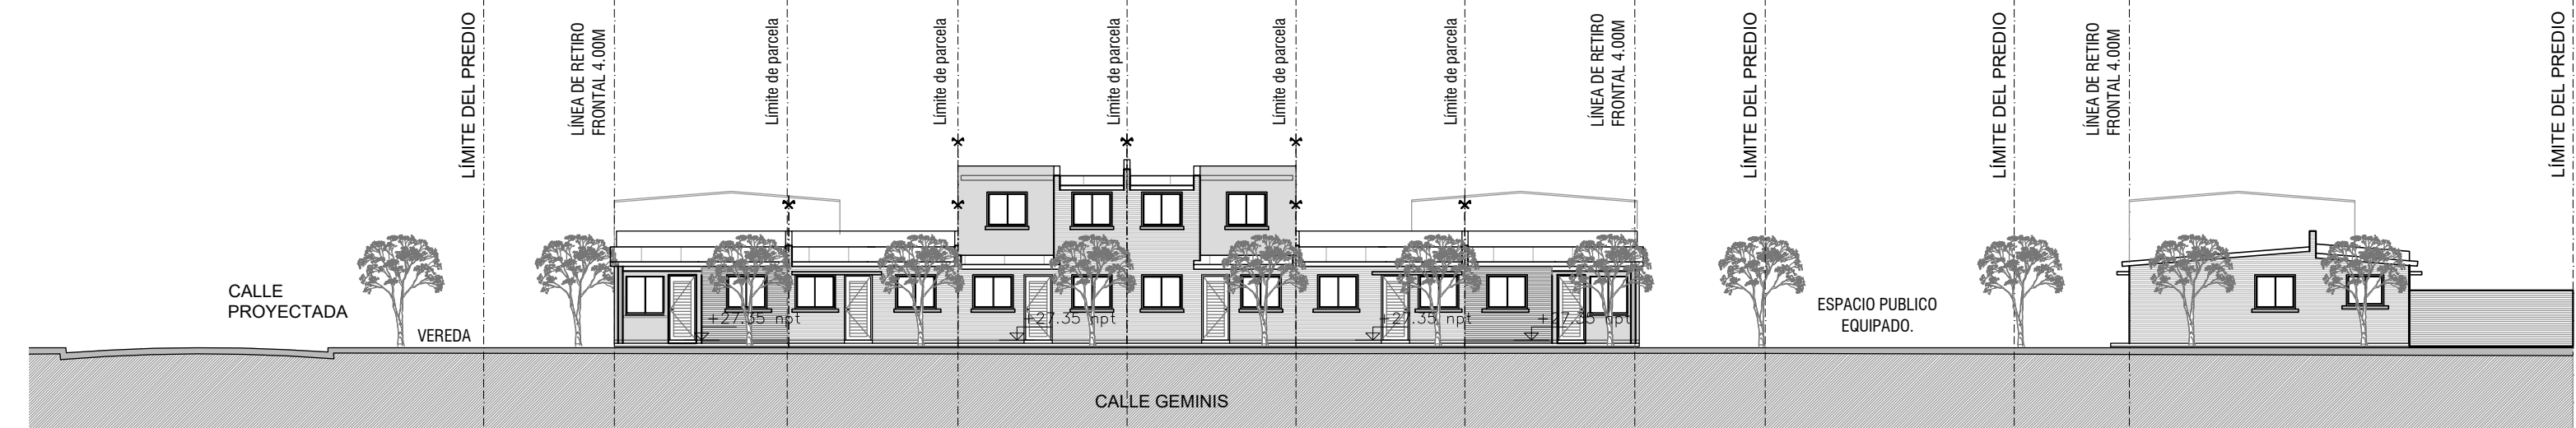 LÍMITE DEL PREDIO
LÍNEA DE RETIRO
FRONTAL 4.00M
Límite de parcela
Límite de parcela
Límite de parcela
Límite de parcela
Límite de parcela
LÍNEA DE RETIRO
FRONTAL 4.00M
LÍMITE DEL PREDIO
LÍMITE DEL PREDIO
LÍNEA DE RETIRO
FRONTAL 4.00M
LÍMITE DEL PREDIO
CALLE
PROYECTADA
VEREDA
+27.35 npt
+27.35 npt
+27.35 npt
+27.35 npt
ESPACIO PUBLICO
EQUIPADO.
CALLE GEMINIS